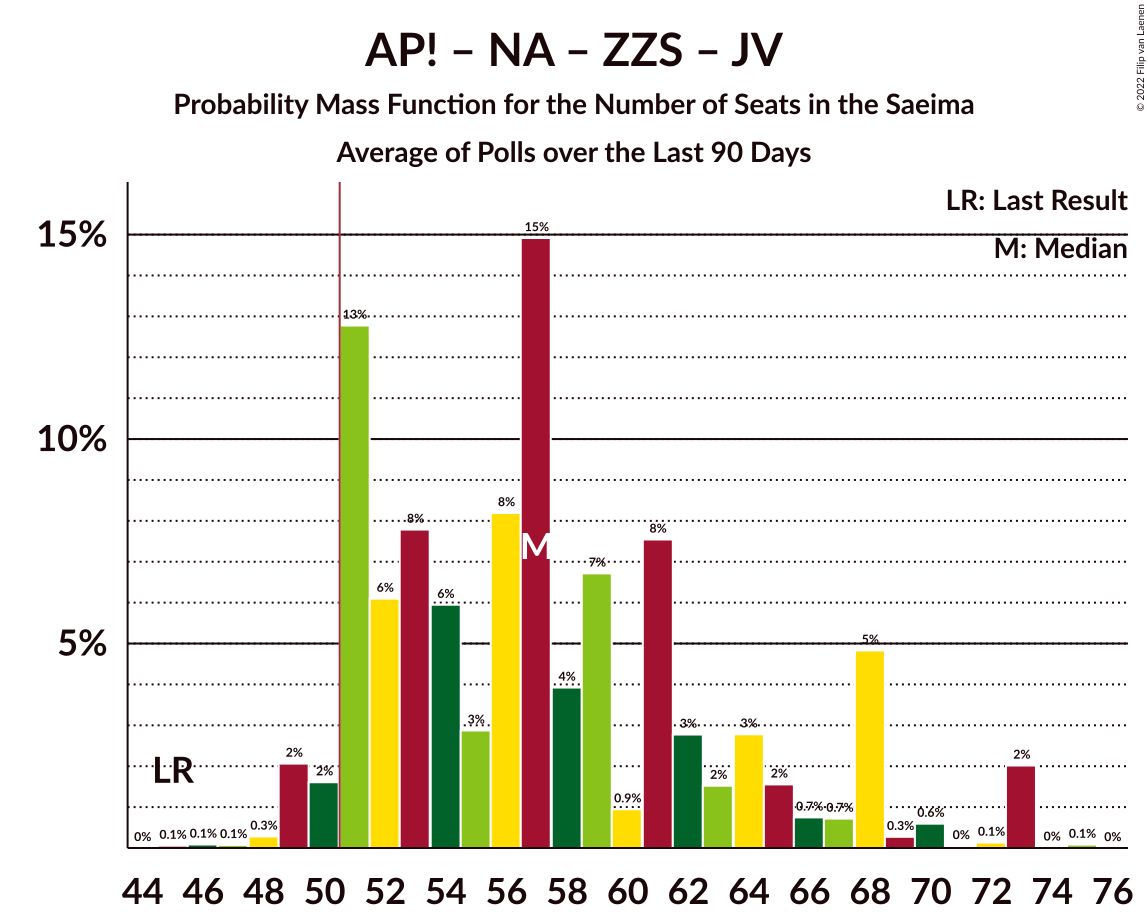 AP! – NA – ZZS – JV
Probability Mass Function for the Number of Seats in the Saeima
Average of Polls over the Last 90 Days
© 2022 Filip van Laenen
LR: Last Result
M: Median
15%
10%
5%
LR
M
0% 0.1% 0.1% 0.1% 0.3% 2% 2% 13% 6% 8% 6% 3% 8% 15% 4% 7% 0.9% 8% 3% 2% 3% 2% 0.7% 0.7% 5% 0.3% 0.6% 0% 0.1% 2% 0% 0.1% 0%
44 46 48 50 52 54 56 58 60 62 64 66 68 70 72 74 76